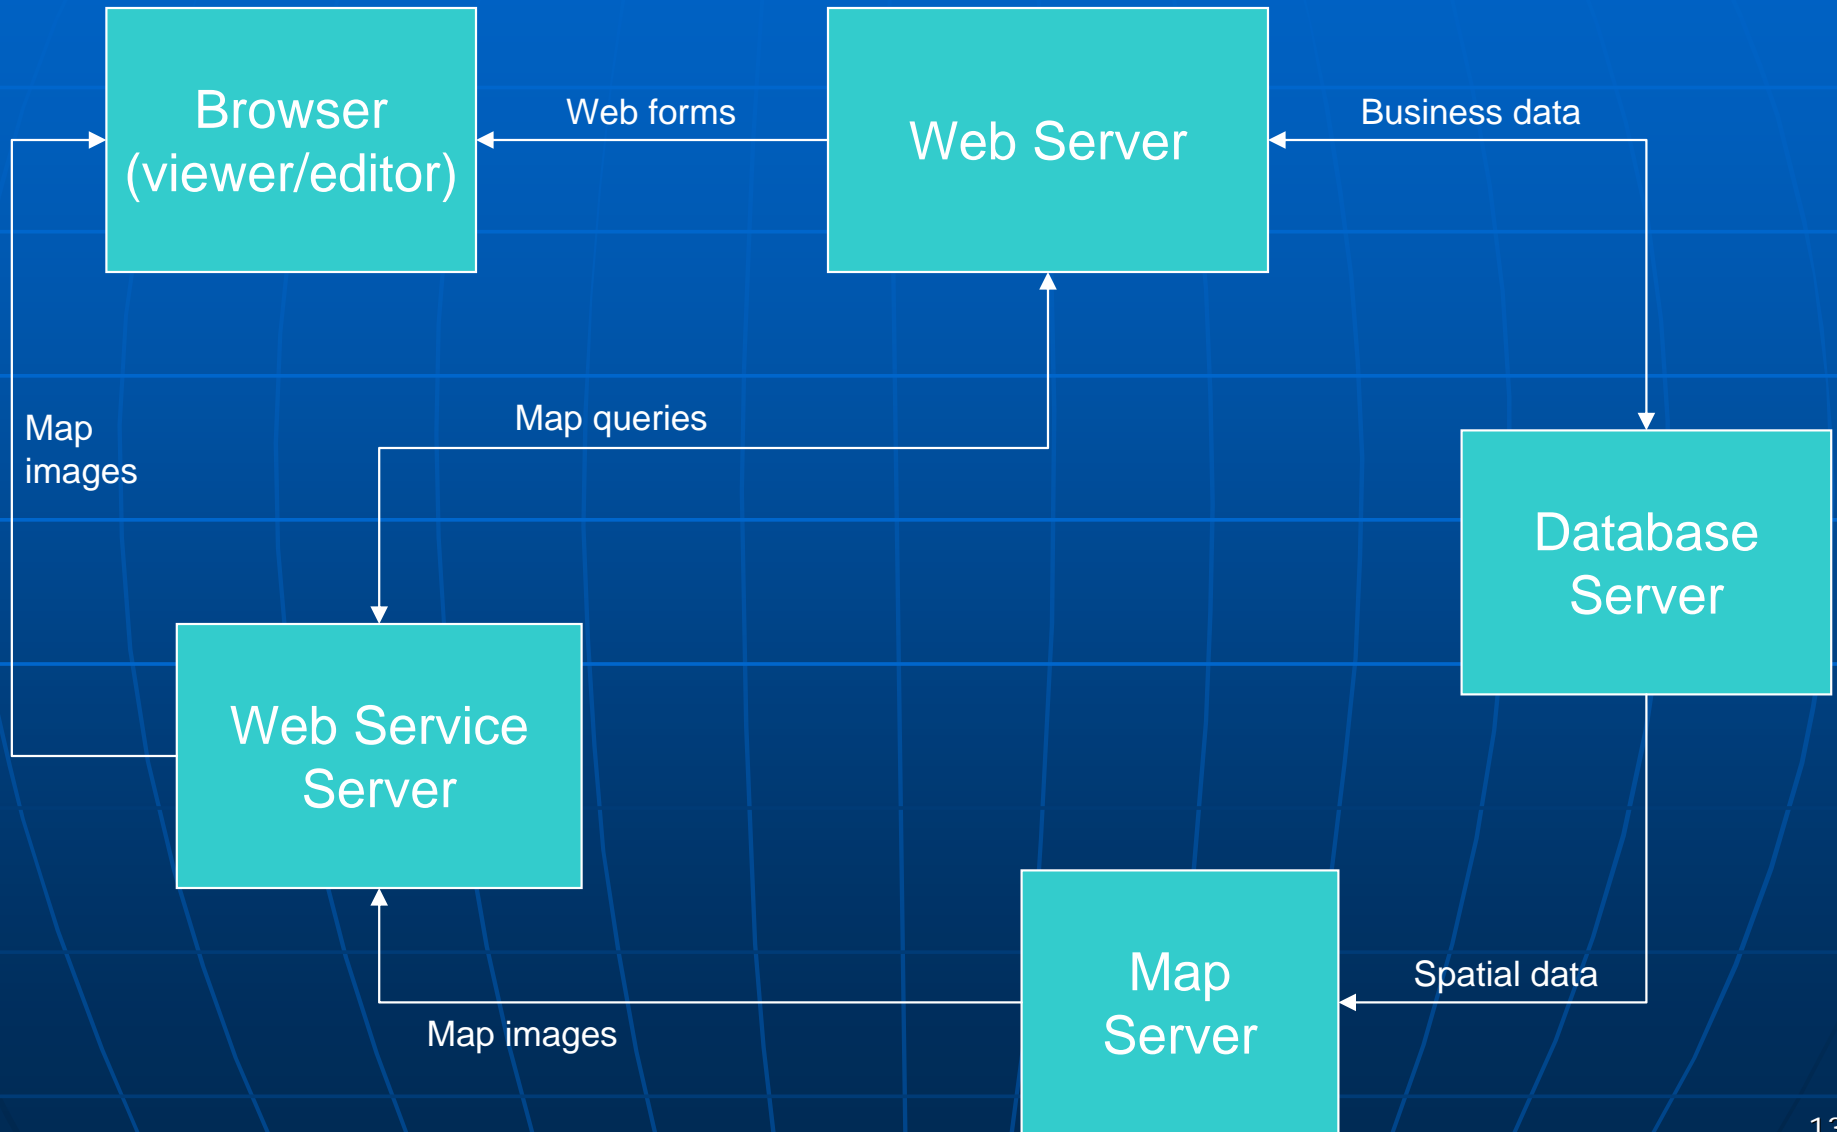 Browser
(viewer/editor)
Web forms
Web Server
Business data
Map
images
Map queries
Database
Server
Web Service
Server
Map
Server
Spatial data
Map images
13